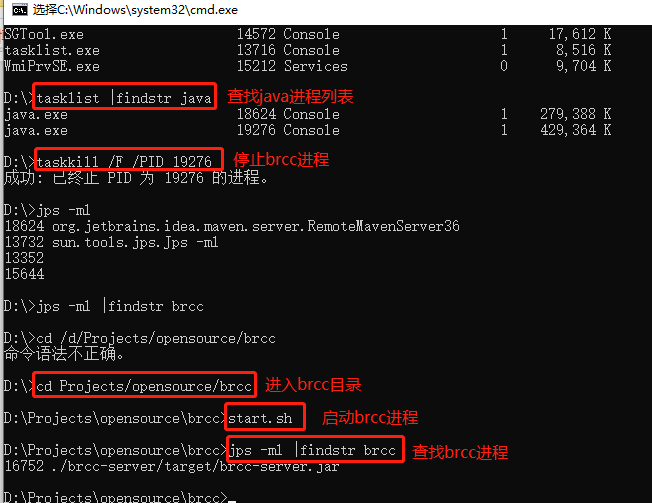 选择C:\Windows\system32\cmd.exe
SGTool.exe 14572 Console 1 17,612 K
tasklist.exe 13716 Console 1 8,516 K
WmiPrvSE.exe 15212 Services 0 9,704 K
D:\>tasklist |findstr java 查找java进程列表
java.exe 18624 Console 1 279,388 K
java.exe 19276 Console 1 429,364 K
D:\>taskkill /F /PID 19276 停止brcc进程
成功: 已终止 PID 为 19276 的进程。
D:\>jps -ml
18624 org.jetbrains.idea.maven.server.RemoteMavenServer36
13732 sun.tools.jps.Jps -ml
13352
15644
D:\>jps -ml |findstr brcc
D:\>cd /d/Projects/opensource/brcc
命令语法不正确。
D:\>cd Projects/opensource/brcc 进入brcc目录
D:\Projects\opensource\brcc>start.sh 启动brcc进程
D:\Projects\opensource\brcc>jps -ml |findstr brcc 查找brcc进程
16752 ./brcc-server/target/brcc-server.jar
D:\Projects\opensource\brcc>